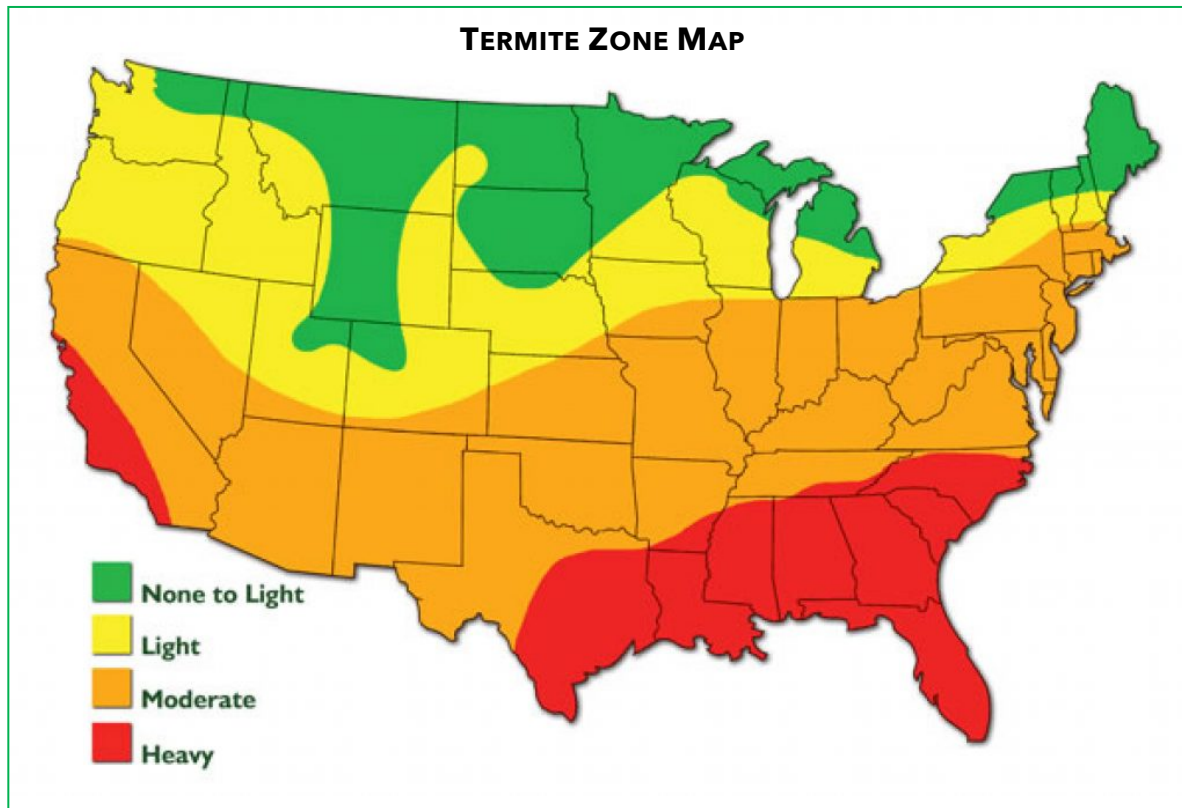 TERMITE ZONE MAP
None to Light
Light
Moderate
Heavy